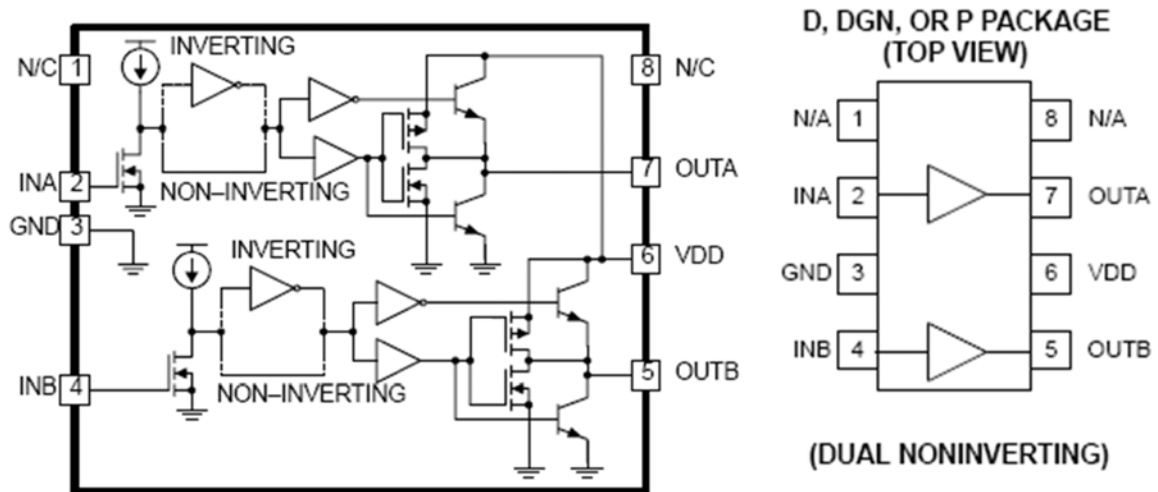 INVERTING
N/C 1
8 N/C
INA 2
NON–INVERTING
7 OUTA
GND 3
INVERTING
6 VDD
INB 4
NON–INVERTING
5 OUTB
D, DGN, OR P PACKAGE
(TOP VIEW)
N/A 1
8 N/A
INA 2
7 OUTA
GND 3
6 VDD
INB 4
5 OUTB
(DUAL NONINVERTING)